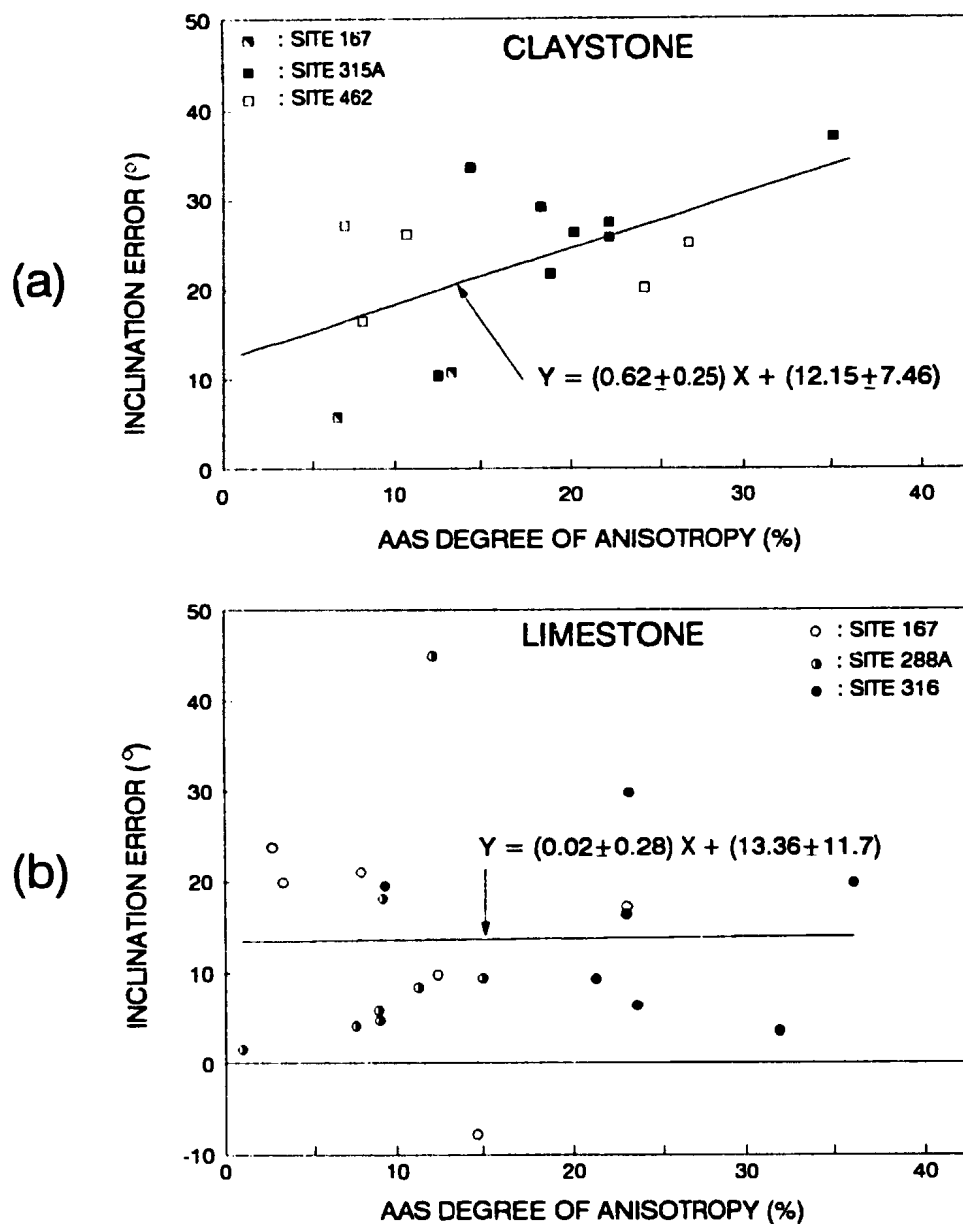 (a)
50
40
30
20
10
0
INCLINATION ERROR (°)
: SITE 167
: SITE 315A
: SITE 462
CLAYSTONE
Y = (0.62±0.25) X + (12.15±7.46)
0 10 20 30 40
AAS DEGREE OF ANISOTROPY (%)
(b)
50
40
30
20
10
0
-10
INCLINATION ERROR (°)
LIMESTONE
: SITE 167
: SITE 288A
: SITE 316
Y = (0.02±0.28) X + (13.36±11.7)
0 10 20 30 40
AAS DEGREE OF ANISOTROPY (%)